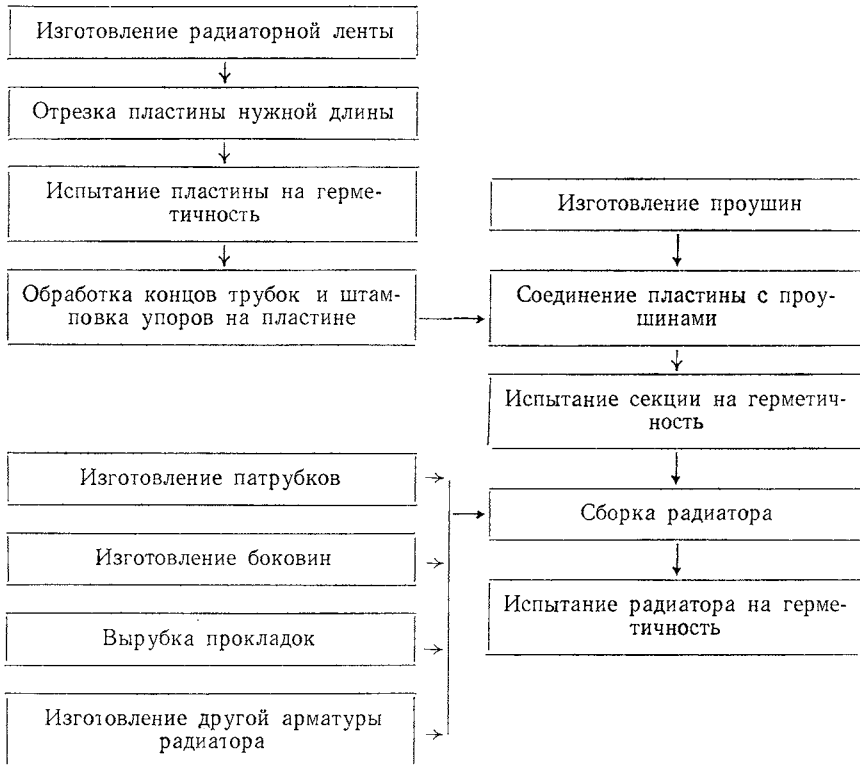 Изготовление радиаторной ленты
Отрезка пластины нужной длины
Испытание пластины на герме-
тичность
Обработка концов трубок и штам-
повка упоров на пластине
Изготовление проушин
Соединение пластины с проу-
шинами
Испытание секции на герметич-
ность
Изготовление патрубков
Изготовление боковин
Вырубка прокладок
Изготовление другой арматуры
радиатора
Сборка радиатора
Испытание радиатора на герме-
тичность